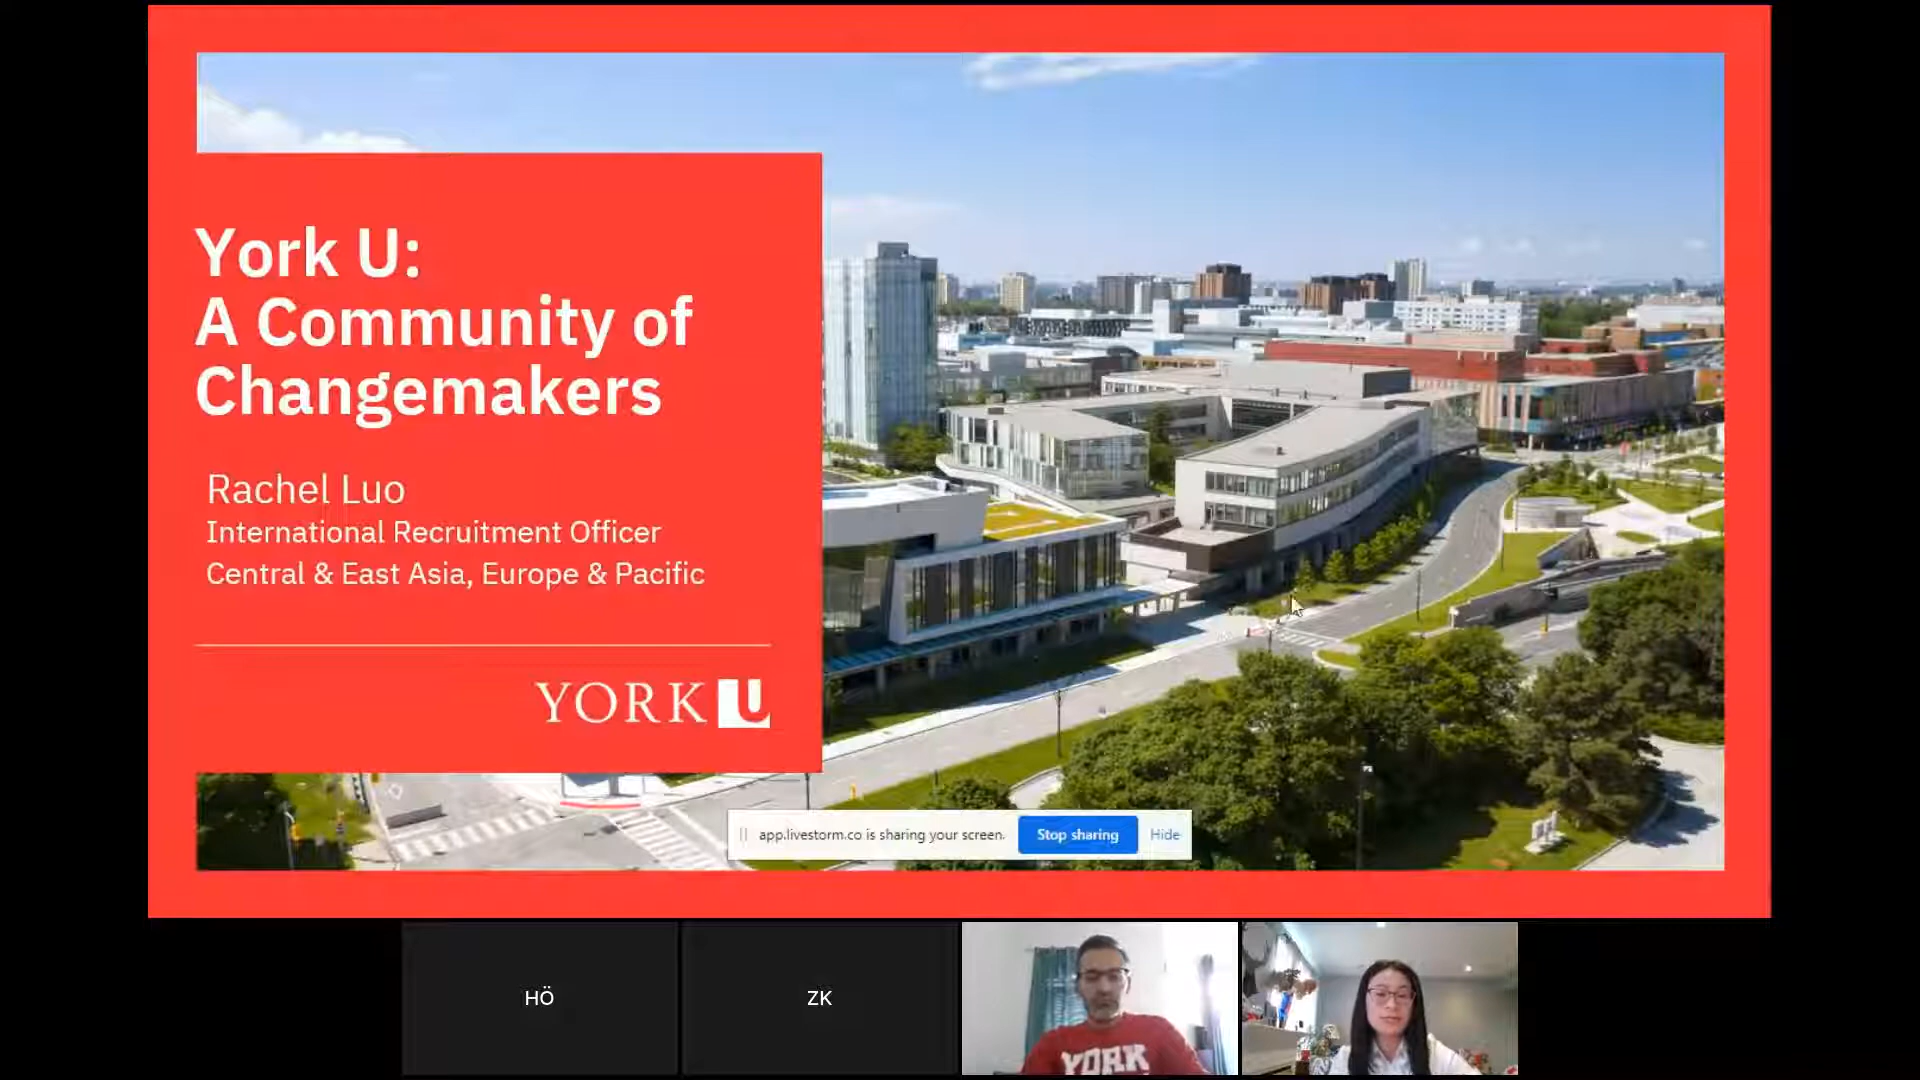 York U:
A Community of
Changemakers
Rachel Luo
International Recruitment Officer
Central & East Asia, Europe & Pacific
YORK U
app.livestorm.co is sharing your screen.
Stop sharing
Hide
HÖ
ZK
YORK